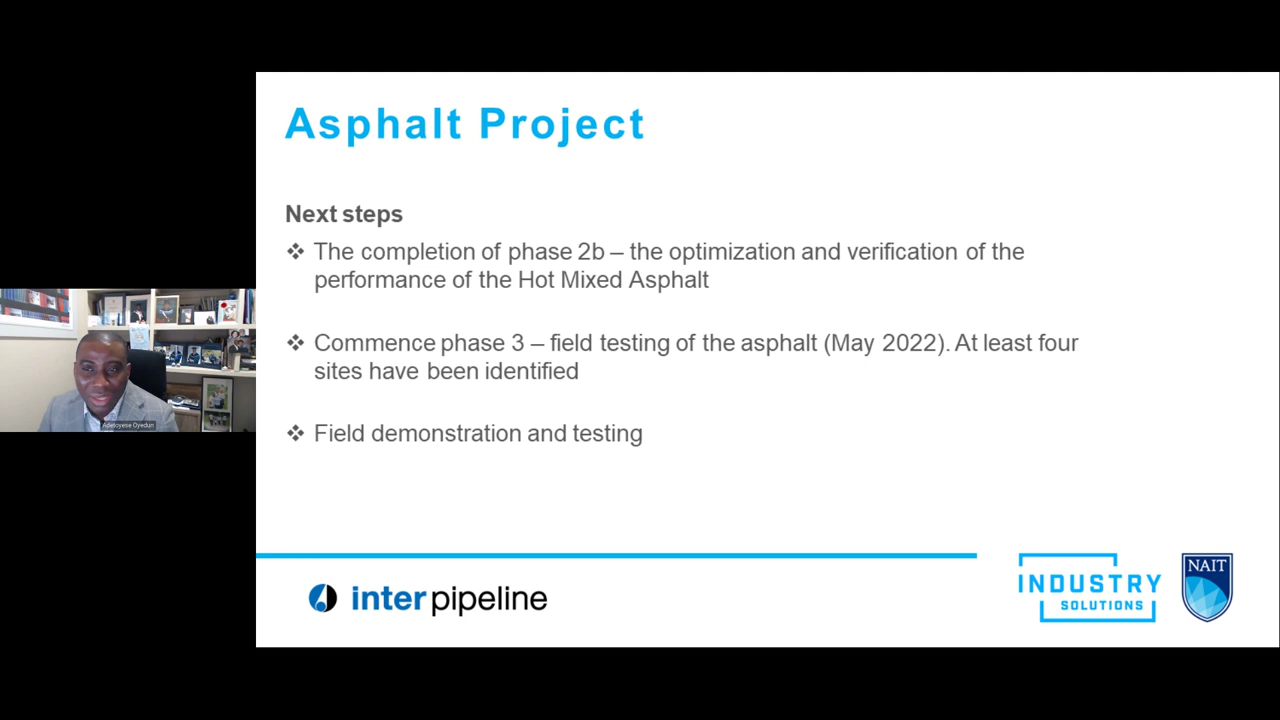 Asphalt Project
Next steps
❖ The completion of phase 2b – the optimization and verification of the
performance of the Hot Mixed Asphalt
❖ Commence phase 3 – field testing of the asphalt (May 2022). At least four
sites have been identified
❖ Field demonstration and testing
Adetoyese Oyedun
inter pipeline
INDUSTRY
SOLUTIONS
NAIT